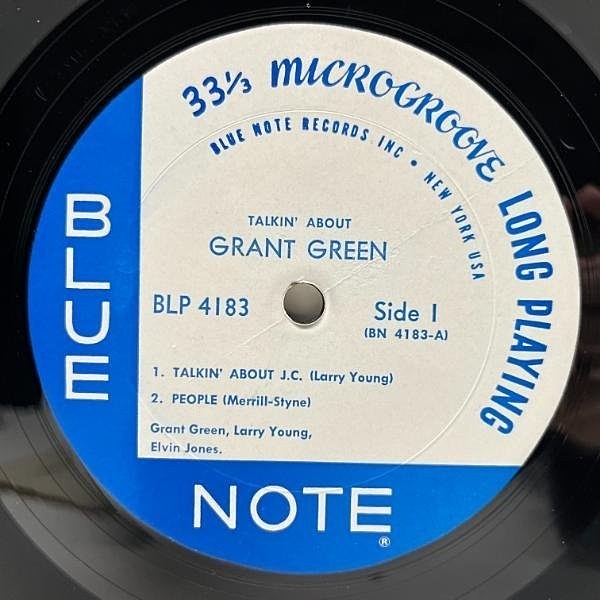 33⅓ MICROGROOVE LONG PLAYING
BLUE NOTE RECORDS INC • NEW YORK USA
TALKIN' ABOUT
GRANT GREEN
BLP 4183
Side 1
(BN 4183-A)
1. TALKIN' ABOUT J.C. (Larry Young)
2. PEOPLE (Merrill-Styne)
Grant Green, Larry Young,
Elvin Jones.
BLUE
NOTE®